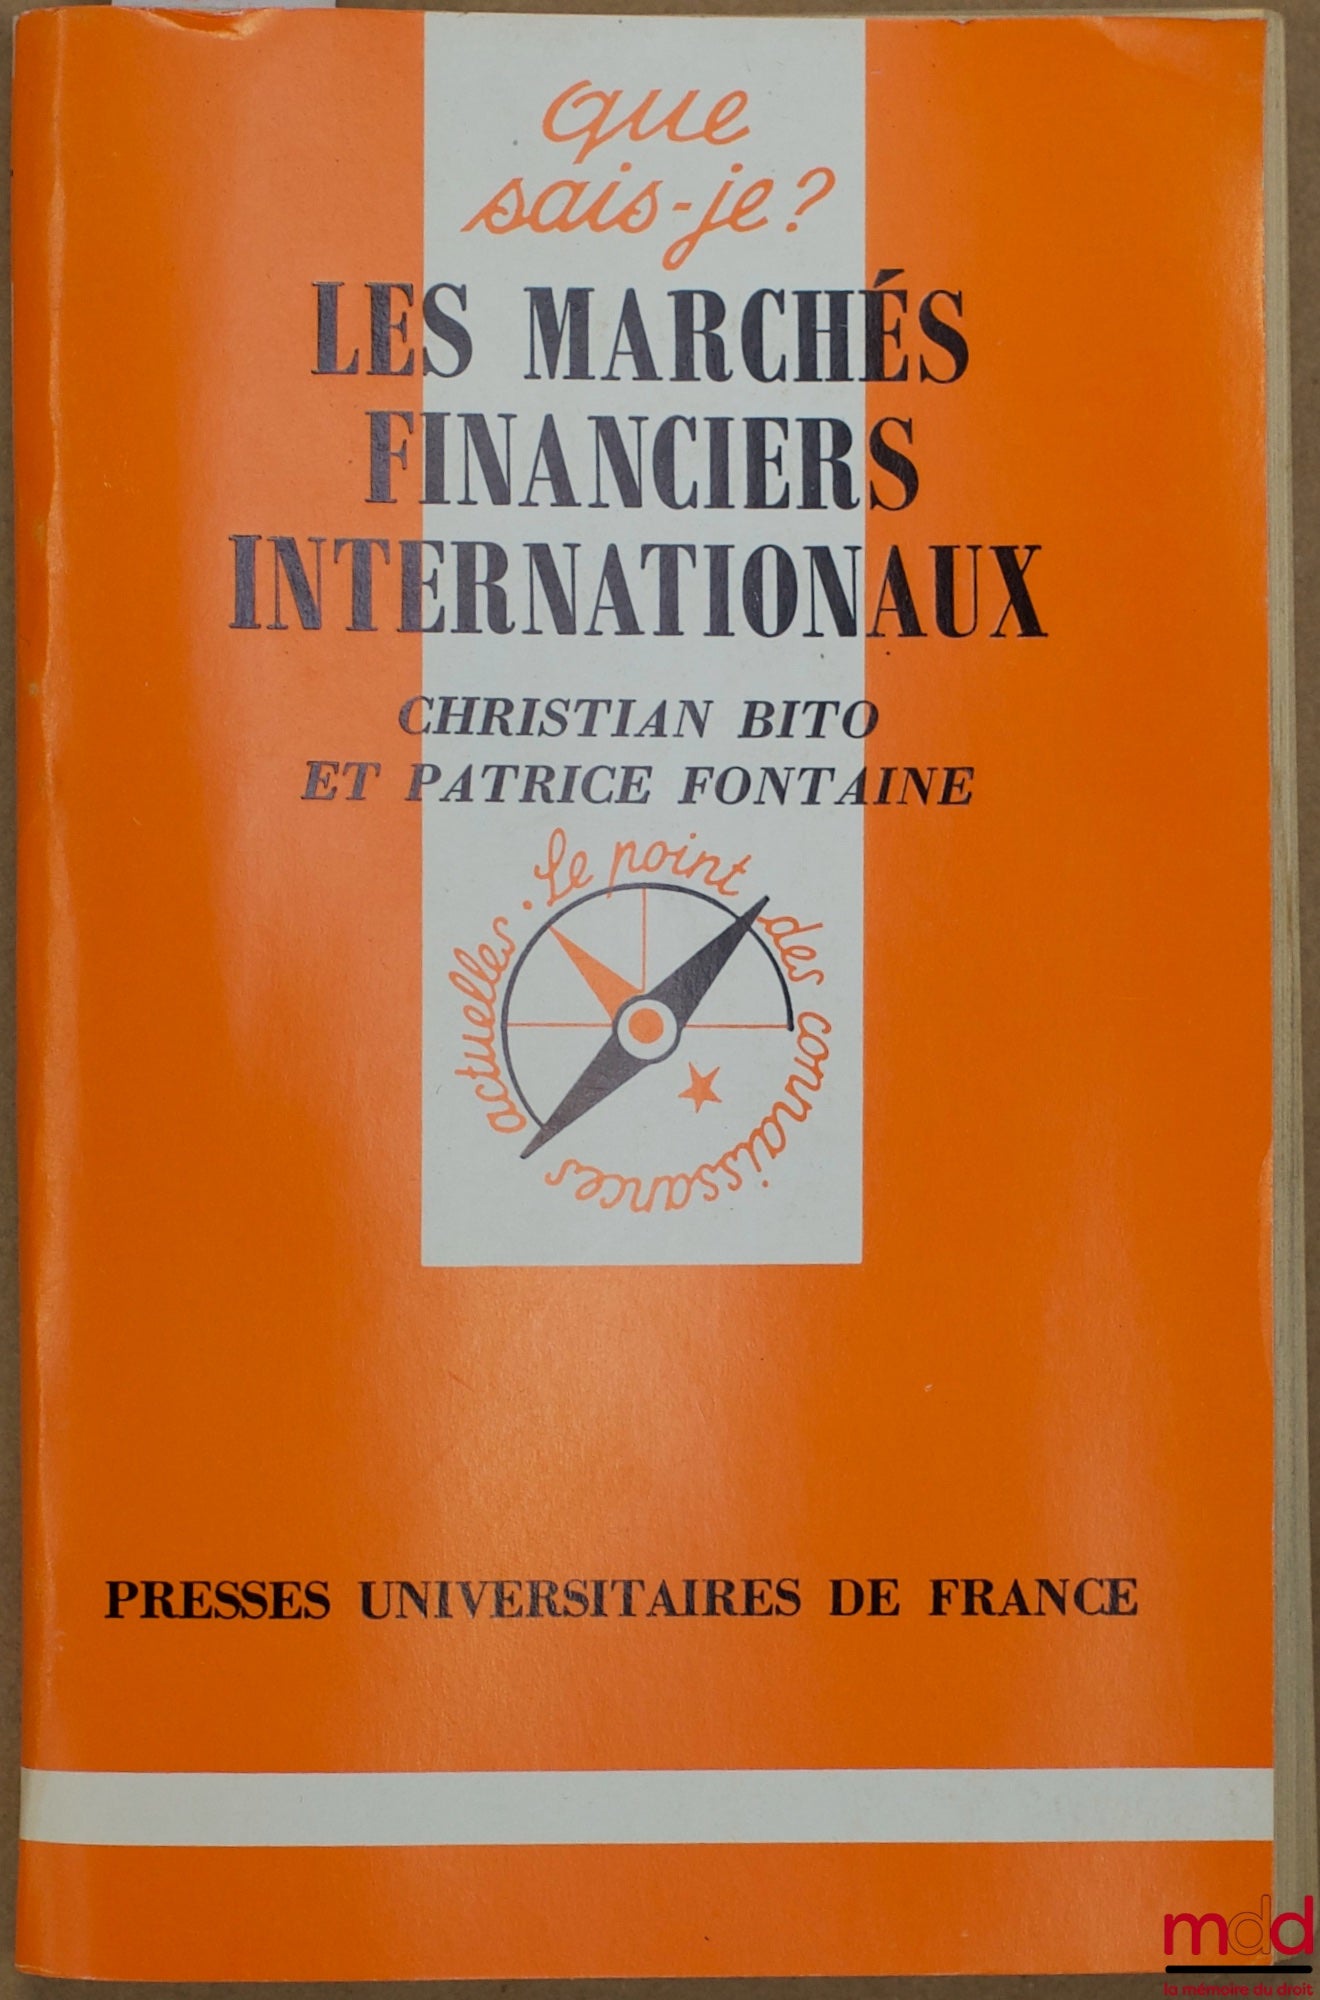 que
sais-je?
LES MARCHÉS
FINANCIERS
INTERNATIONAUX
CHRISTIAN BITO
ET PATRICE FONTAINE
Le point des connaissances actuelles.
PRESSES UNIVERSITAIRES DE FRANCE
mdd
la mémoire du droit